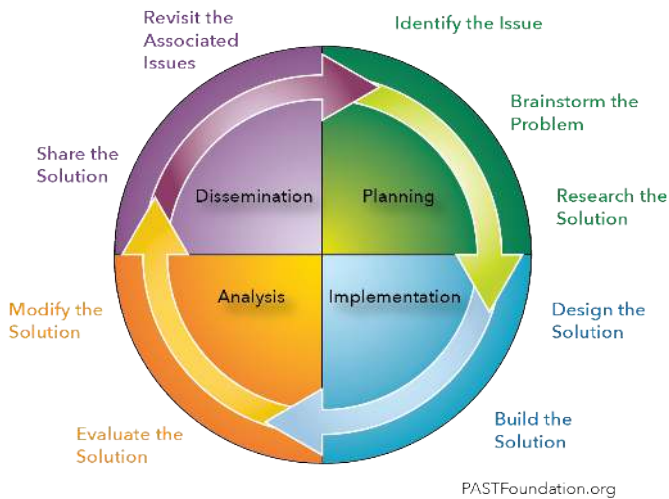 Revisit the
Associated
Issues
Identify the Issue
Brainstorm the
Problem
Share the
Solution
Dissemination
Planning
Research the
Solution
Analysis
Implementation
Modify the
Solution
Design the
Solution
Evaluate the
Solution
Build the
Solution
PASTFoundation.org